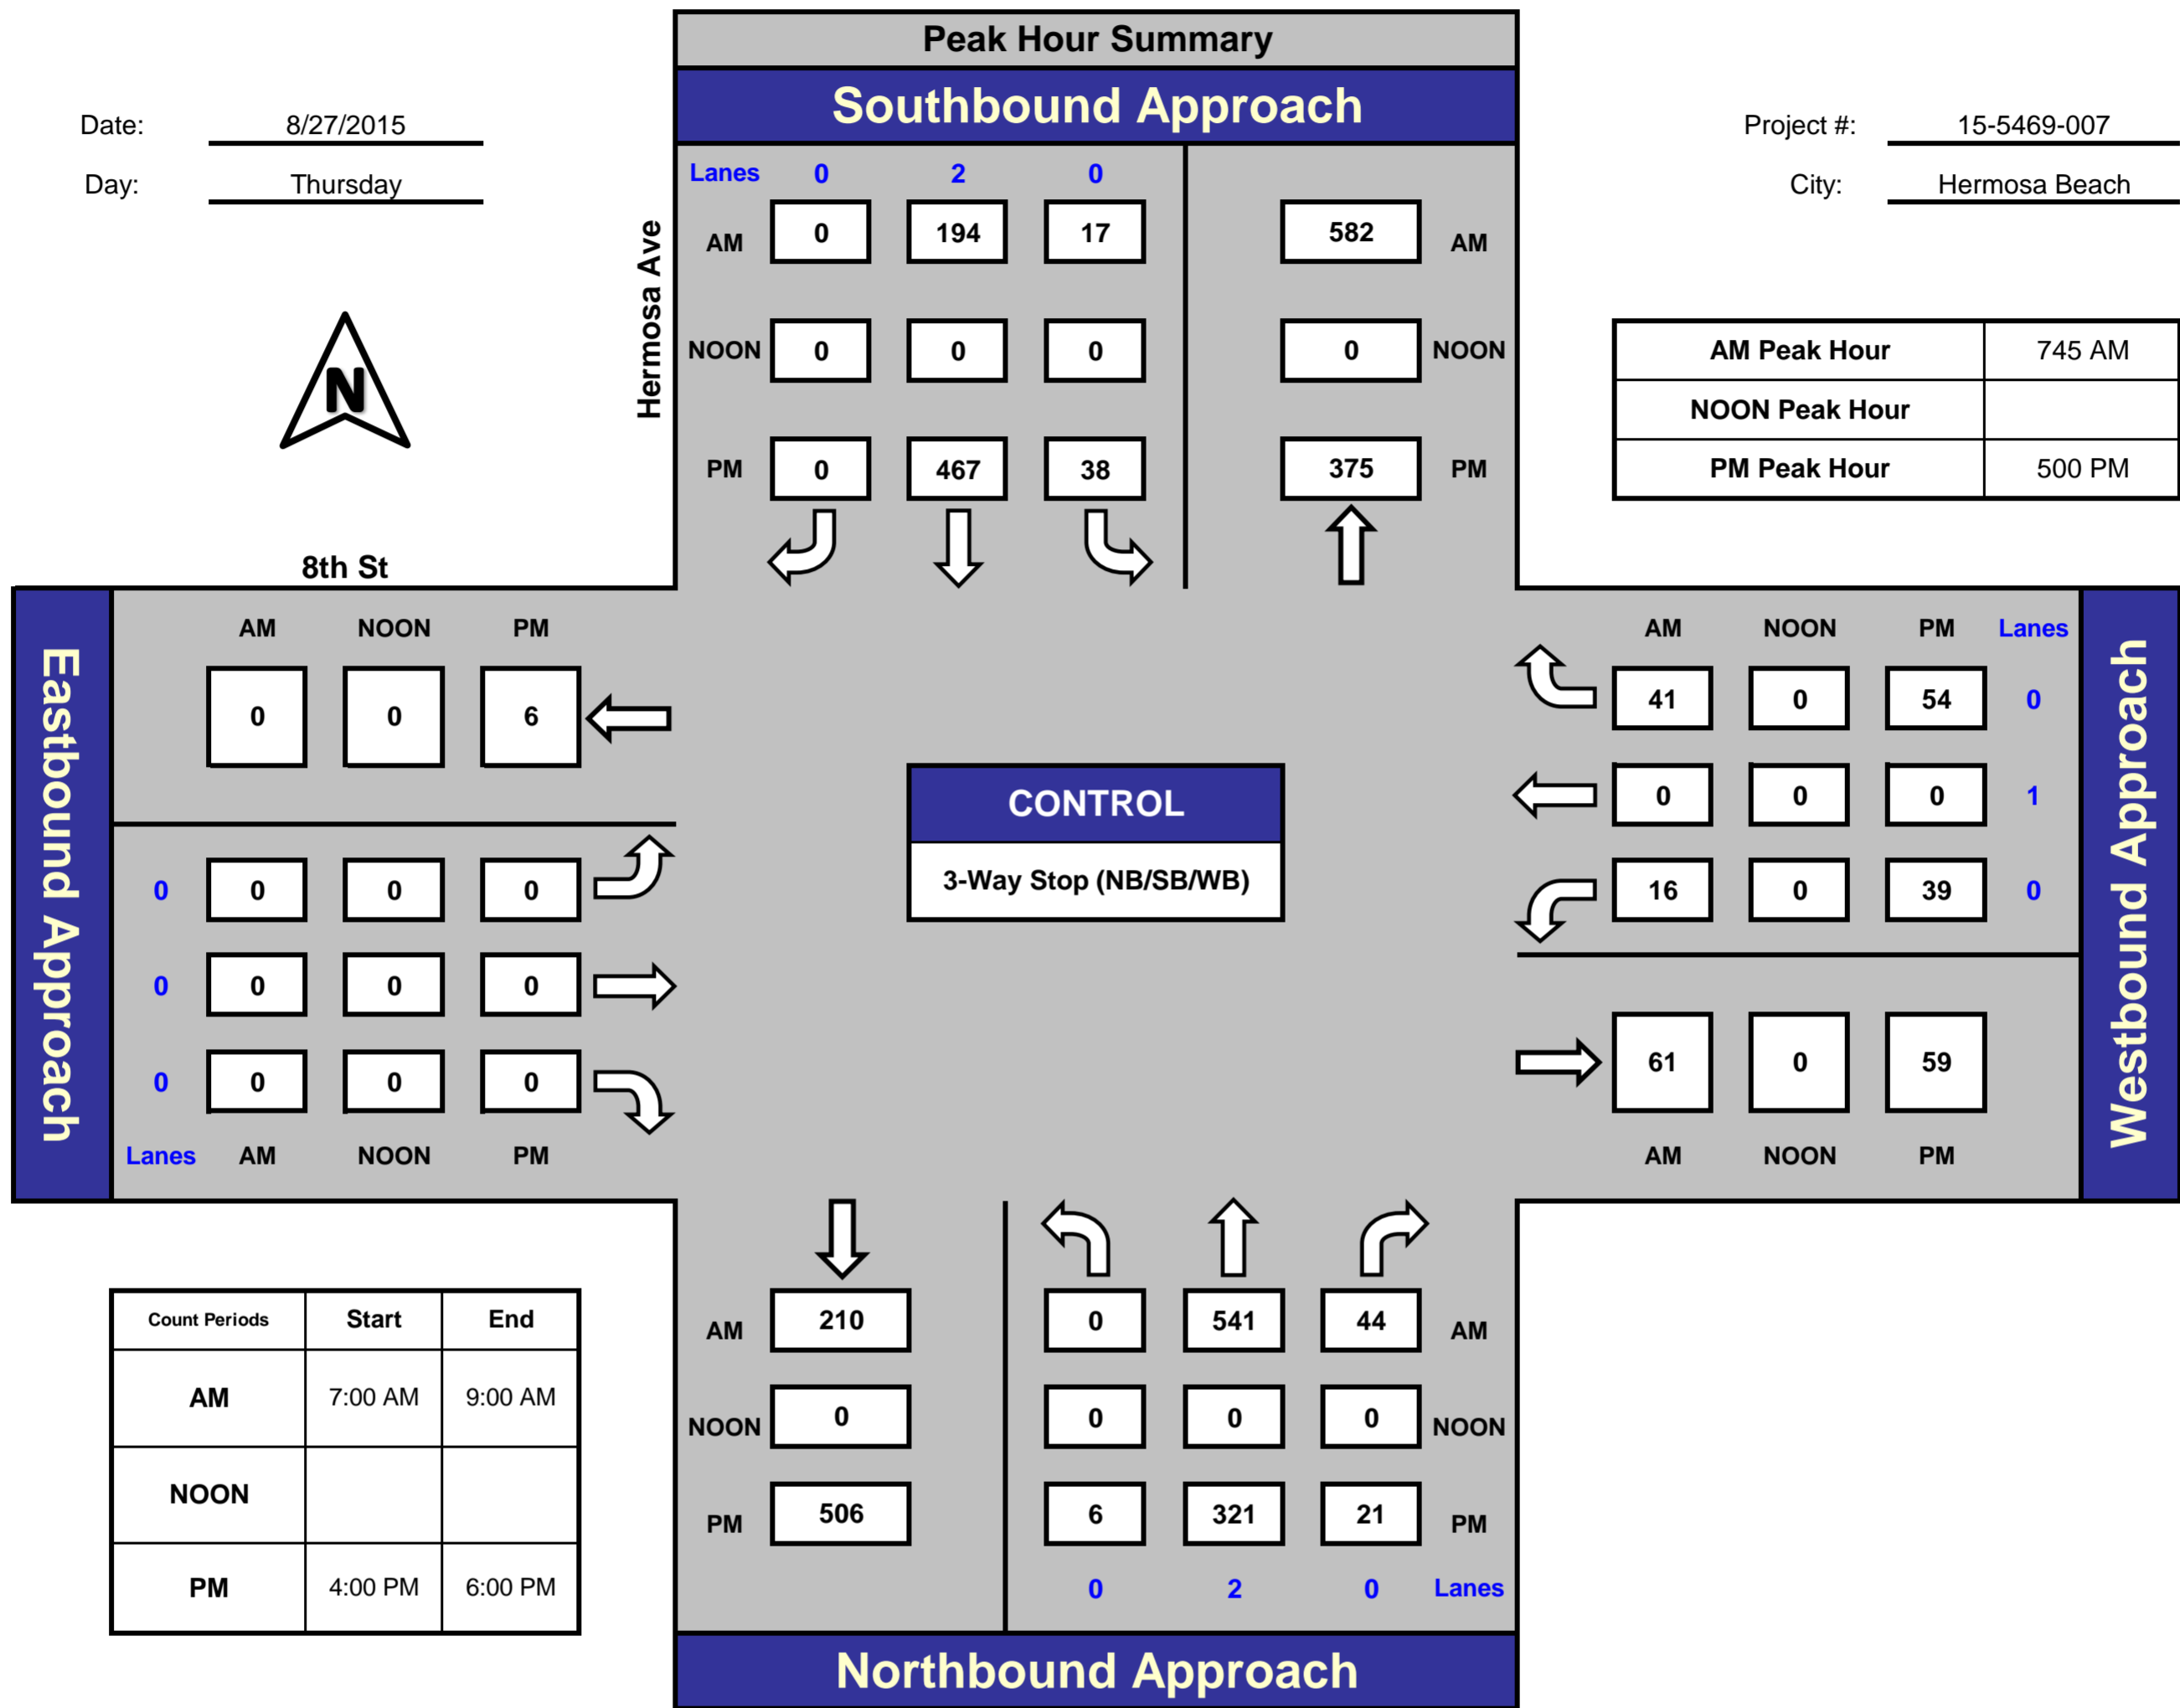 Peak Hour Summary
Southbound Approach
Date: 8/27/2015
Project #: 15-5469-007
Day: Thursday
City: Hermosa Beach
Hermosa Ave
Lanes 0 2 0
AM 0 194 17 582 AM
NOON 0 0 0 0 NOON
PM 0 467 38 375 PM
N
AM Peak Hour 745 AM
NOON Peak Hour
PM Peak Hour 500 PM
8th St
Eastbound Approach
AM NOON PM
0 0 6
0 0 0 0
0 0 0 0
0 0 0 0
Lanes AM NOON PM
CONTROL
3-Way Stop (NB/SB/WB)
AM NOON PM Lanes
41 0 54 0
0 0 0 1
16 0 39 0
61 0 59
AM NOON PM
Westbound Approach
Count Periods Start End
AM 7:00 AM 9:00 AM
NOON
PM 4:00 PM 6:00 PM
AM 210 0 541 44 AM
NOON 0 0 0 0 NOON
PM 506 6 321 21 PM
0 2 0 Lanes
Northbound Approach